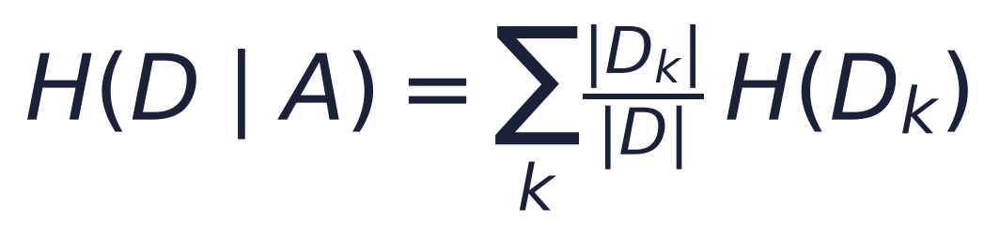 H(D | A) = ∑_k |D_k|/|D| H(D_k)